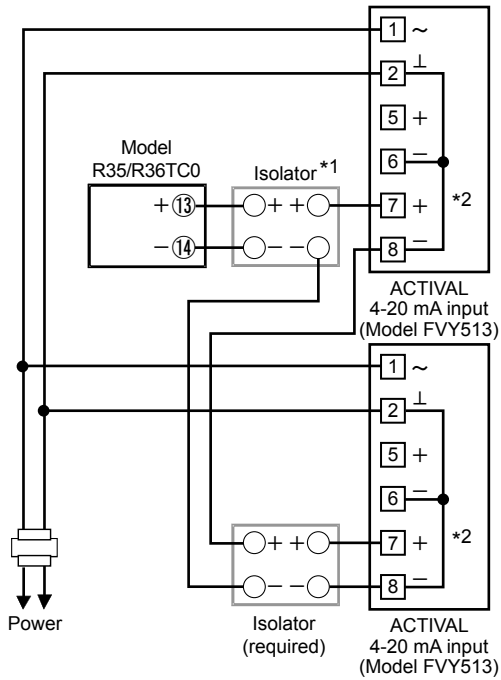 1 ~
2 ⊥
5 +
6 −
7 +
8 −
*2
Model
R35/R36TC0
+ ⑬
− ⑭
Isolator*1
+ +
− −
ACTIVAL
4-20 mA input
(Model FVY513)
1 ~
2 ⊥
5 +
6 −
7 +
8 −
*2
+ +
− −
Power
Isolator
(required)
ACTIVAL
4-20 mA input
(Model FVY513)